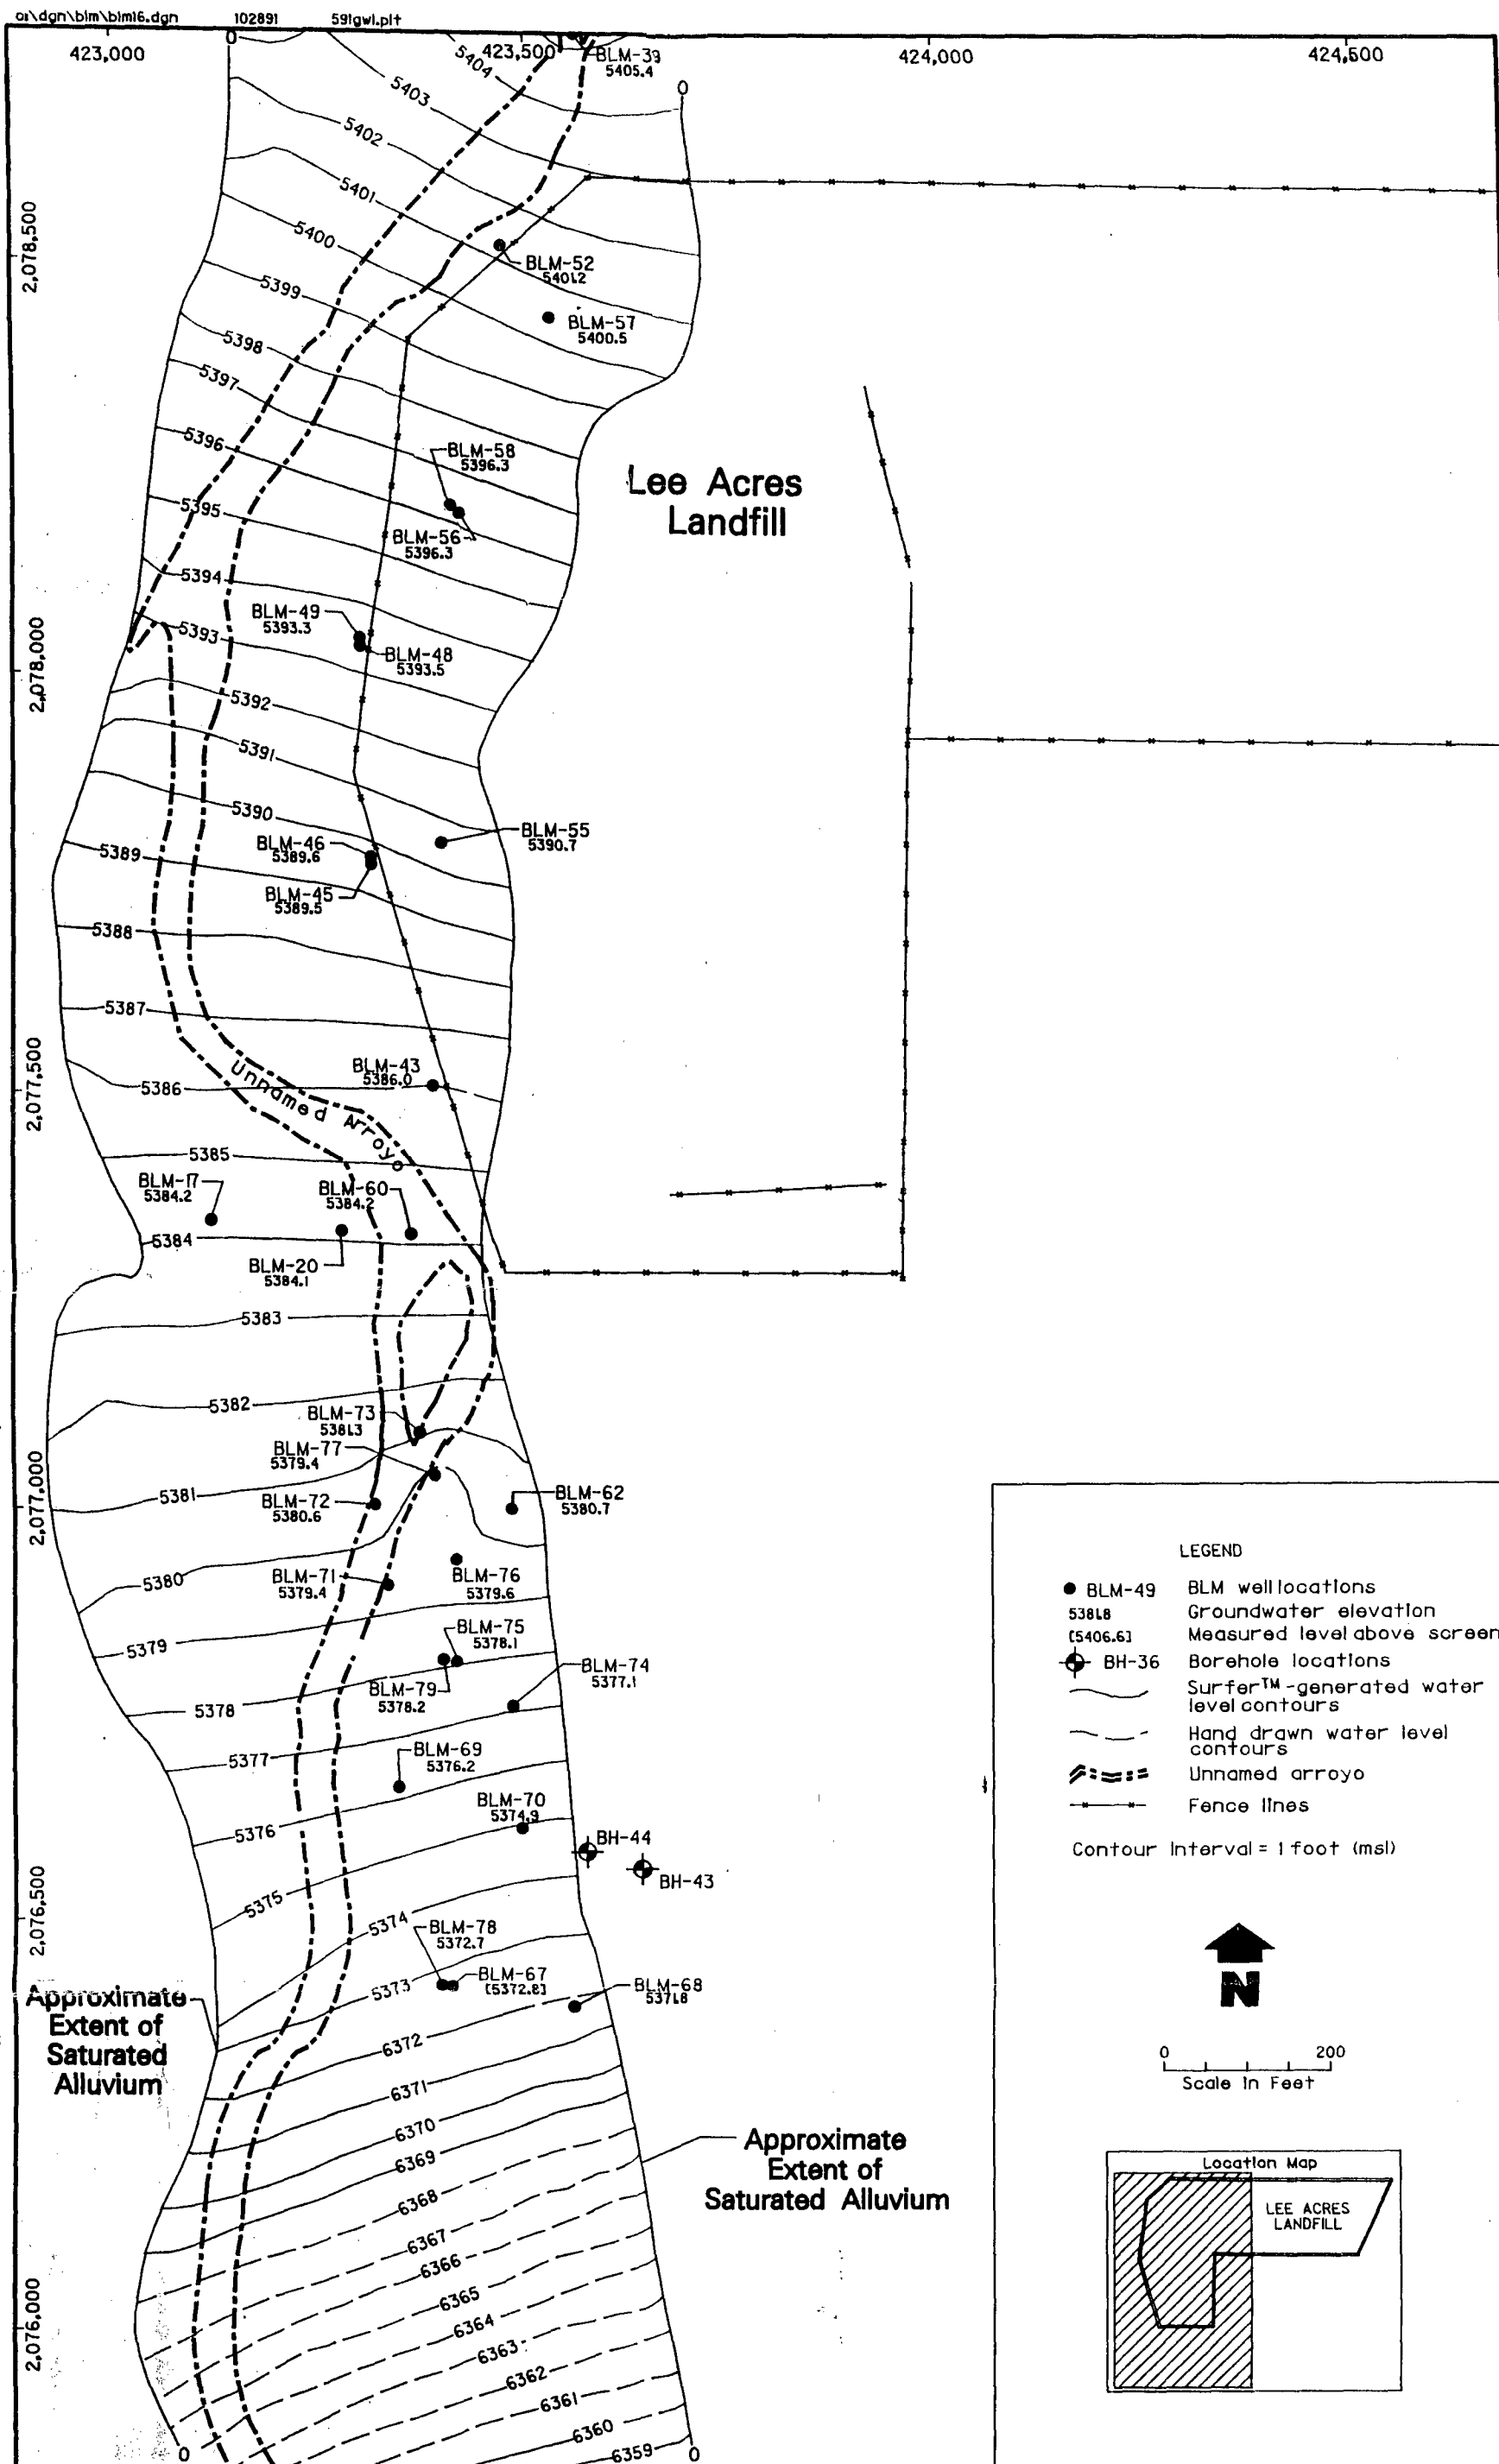 a:\dgn\blm\blm16.dgn 102891 591gwl.plt
423,000 423,500 424,000 424,500
0
0
5404
BLM-39
5405.4
5403
5402
5401
5400
5399
5398
5397
5396
5395
5394
5393
5392
5391
5390
5389
5388
5387
5386
5385
5384
5383
5382
5381
5380
5379
5378
5377
5376
5375
5374
5373
6372
6371
6370
6369
6368
6367
6366
6365
6364
6363
6362
6361
6360
6359
0
0
2,078,500
2,078,000
2,077,500
2,077,000
2,076,500
2,076,000
BLM-52
5401.2
BLM-57
5400.5
BLM-58
5396.3
BLM-56
5396.3
Lee Acres
Landfill
BLM-49
5393.3
BLM-48
5393.5
BLM-55
5390.7
BLM-46
5389.6
BLM-45
5389.5
BLM-43
5386.0
Unnamed Arroyo
BLM-17
5384.2
BLM-60
5384.2
BLM-20
5384.1
BLM-73
5381.3
BLM-77
5379.4
BLM-72
5380.6
BLM-62
5380.7
BLM-71
5379.4
BLM-76
5379.6
BLM-75
5378.1
BLM-79
5378.2
BLM-74
5377.1
BLM-69
5376.2
BLM-70
5374.9
BH-44
BH-43
BLM-78
5372.7
BLM-67
[5372.8]
BLM-68
5371.8
Approximate
Extent of
Saturated
Alluvium
Approximate
Extent of
Saturated Alluvium
LEGEND
BLM-49 BLM well locations
5381.8 Groundwater elevation
[5406.6] Measured level above screen
BH-36 Borehole locations
Surfer™-generated water
level contours
Hand drawn water level
contours
Unnamed arroyo
Fence lines
Contour Interval = 1 foot (msl)
N
0 200
Scale in Feet
Location Map
LEE ACRES
LANDFILL